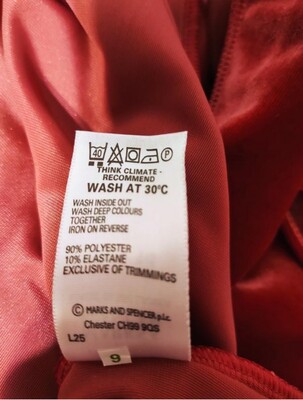 40 P
THINK CLIMATE -
RECOMMEND
WASH AT 30°C
WASH INSIDE OUT
WASH DEEP COLOURS
TOGETHER
IRON ON REVERSE
90% POLYESTER
10% ELASTANE
EXCLUSIVE OF TRIMMINGS
© MARKS AND SPENCER p.l.c.
Chester CH99 9QS
L25
9